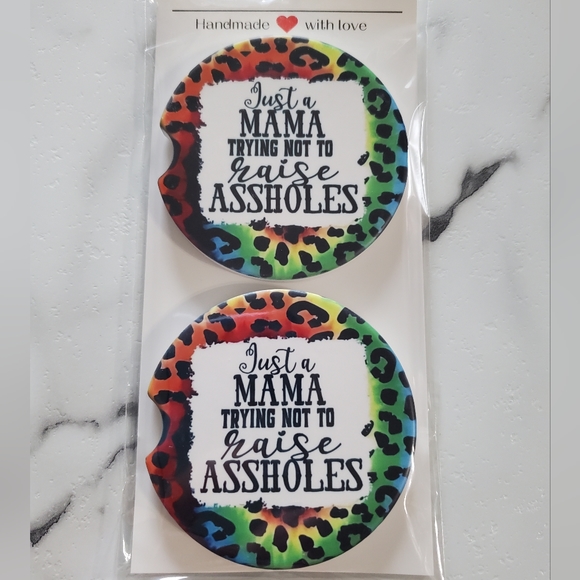 Handmade with love
Just a
MAMA
TRYING NOT TO
raise
ASSHOLES
Just a
MAMA
TRYING NOT TO
raise
ASSHOLES